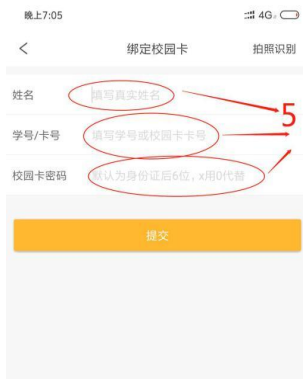 晚上7:05 4G
< 绑定校园卡 拍照识别
姓名 填写真实姓名
5
学号/卡号 填写学号或校园卡卡号
校园卡密码 默认为身份证后6位，x用0代替
提交